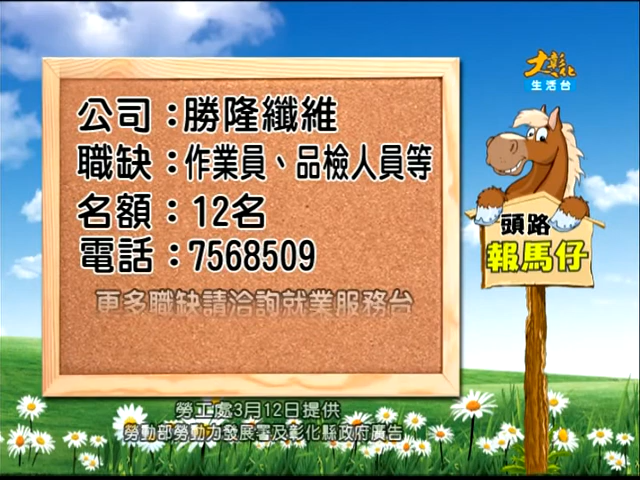 大彰化
生活台
公司：勝隆纖維
職缺：作業員、品檢人員等
名額：12名
電話：7568509
更多職缺請洽詢就業服務台
頭路
報馬仔
勞工處3月12日提供
勞動部勞動力發展署及彰化縣政府廣告